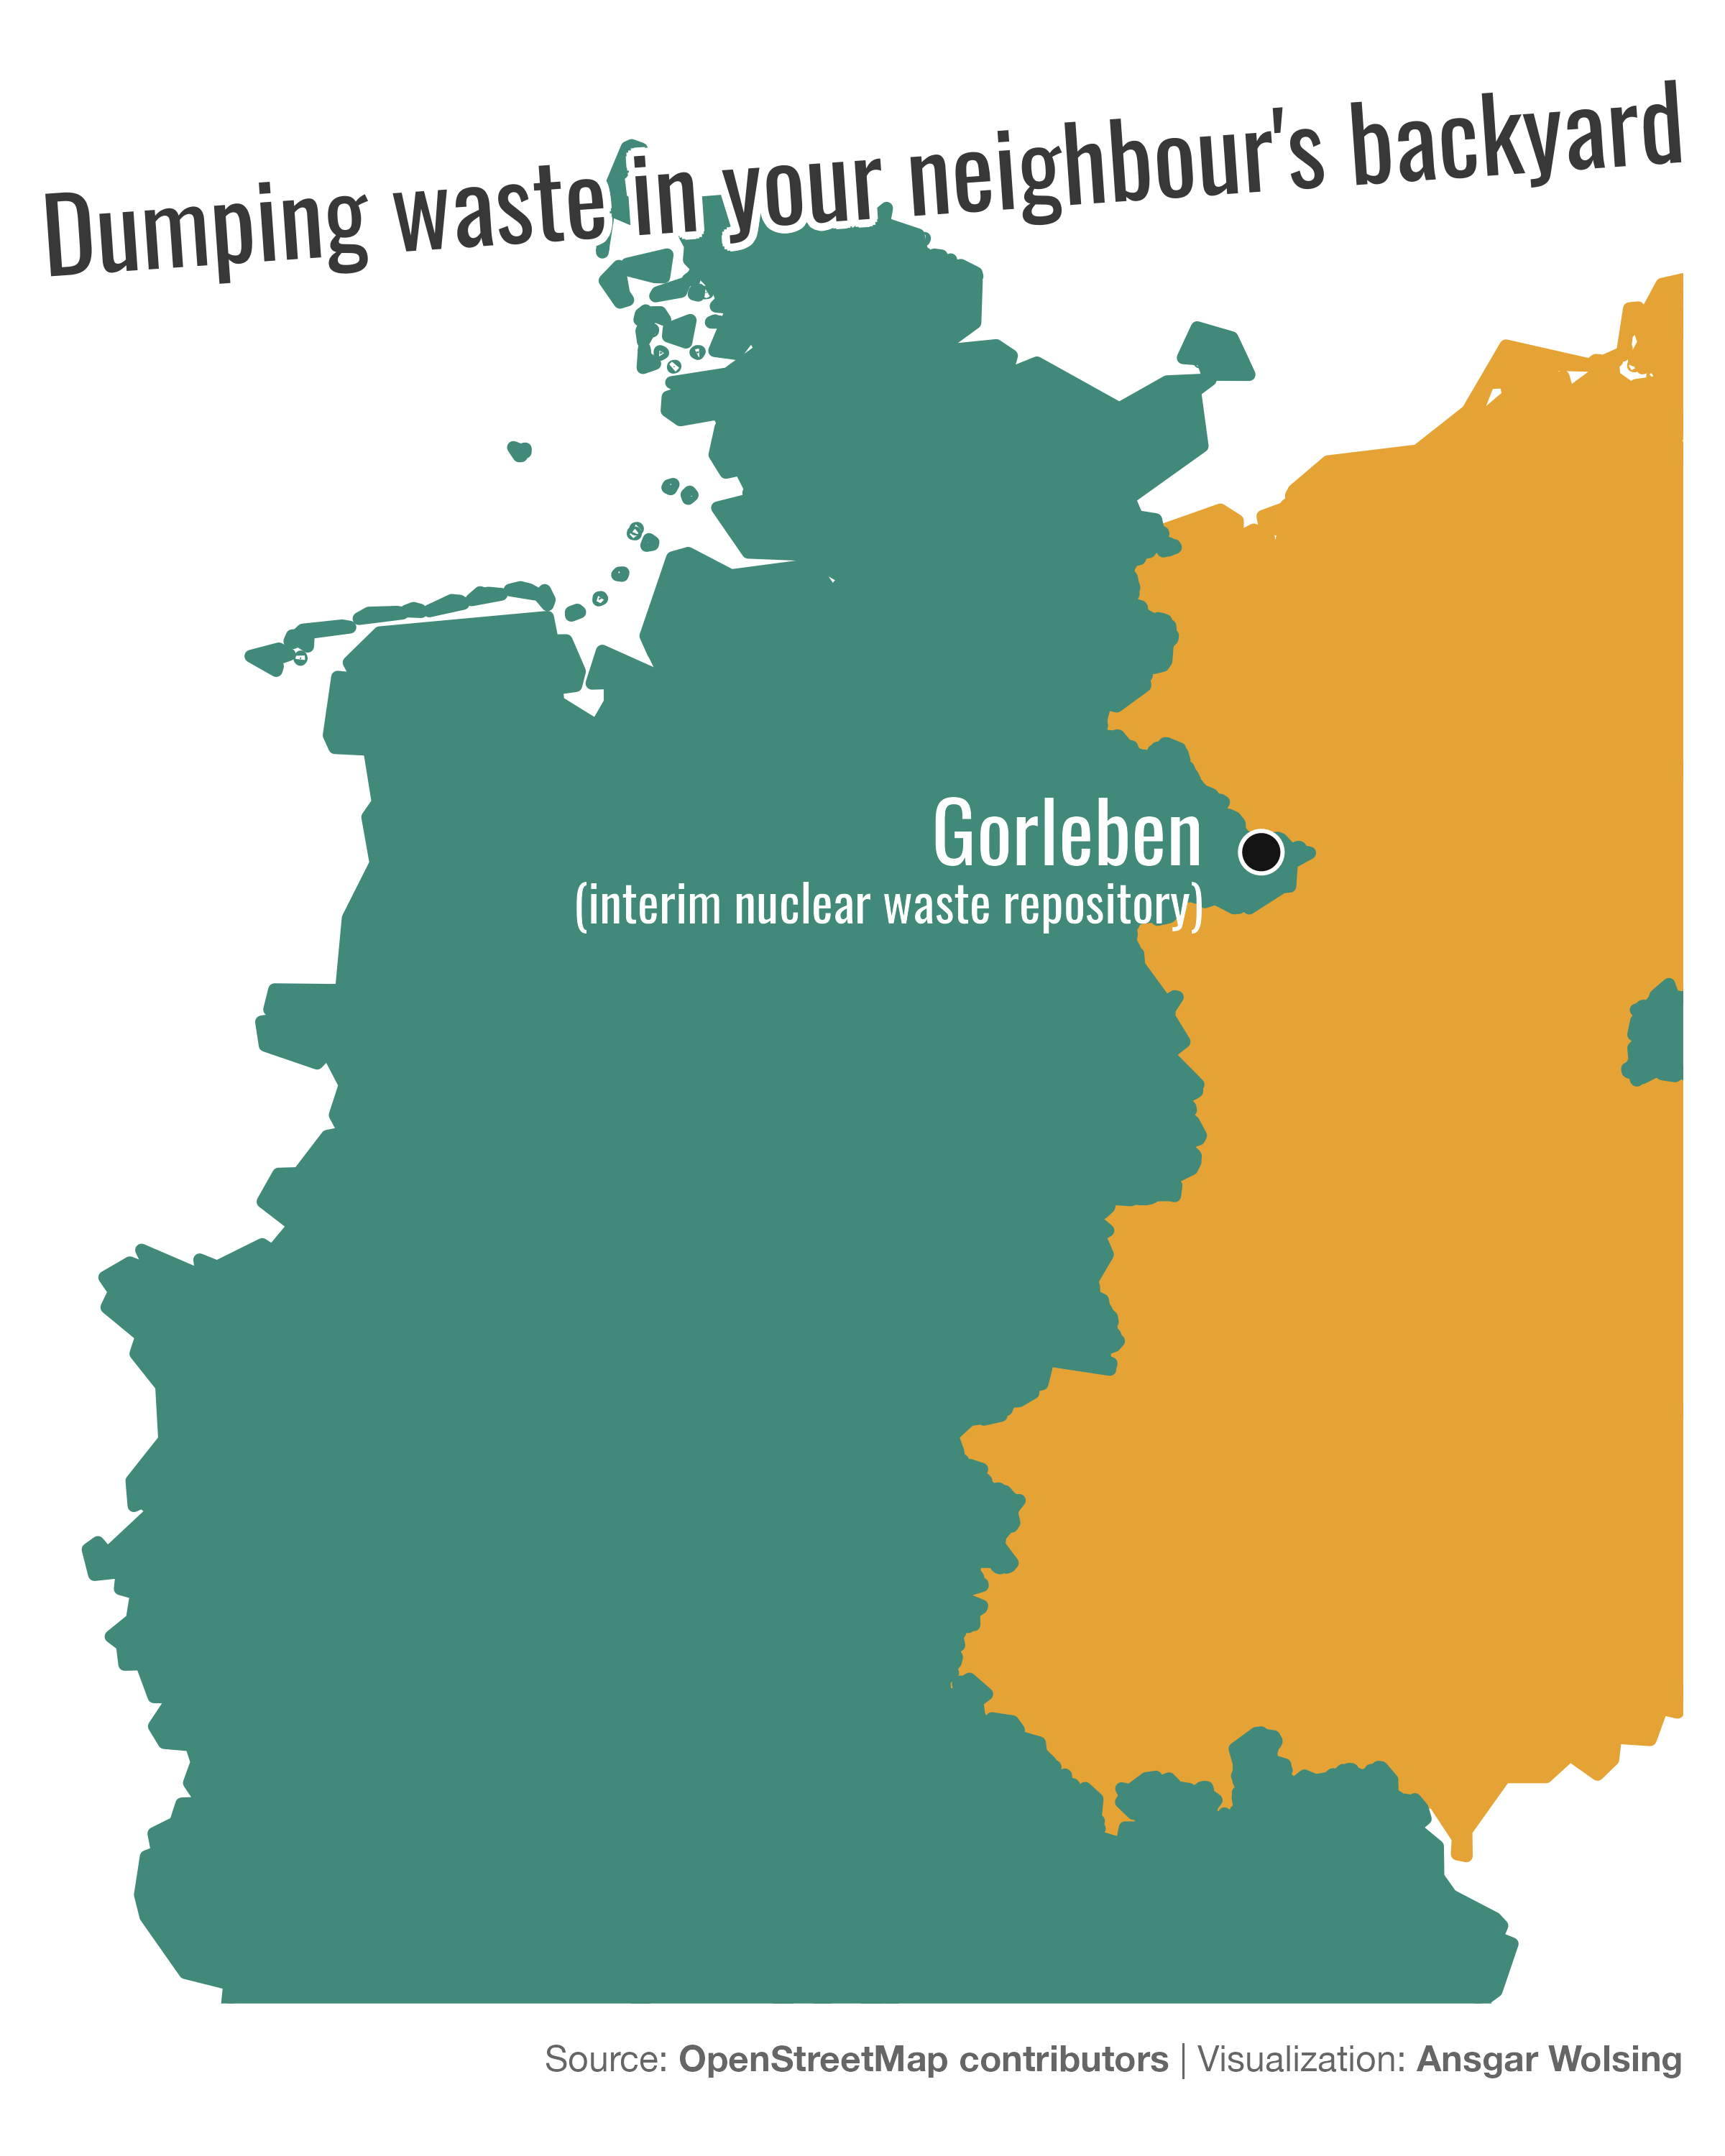 Dumping waste in your neighbour's backyard
Gorleben
(interim nuclear waste repository)
Source: OpenStreetMap contributors | Visualization: Ansgar Wolsing